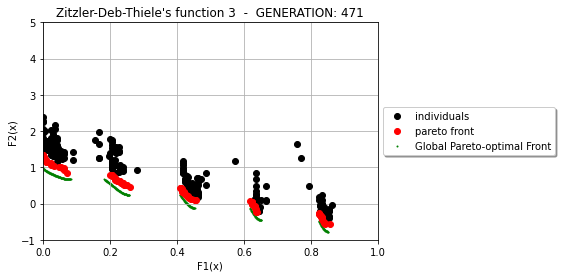 Zitzler-Deb-Thiele's function 3  -  GENERATION: 471
5
4
3
2
1
0
−1
F2(x)
0.0
0.2
0.4
0.6
0.8
1.0
F1(x)
individuals
pareto front
Global Pareto-optimal Front